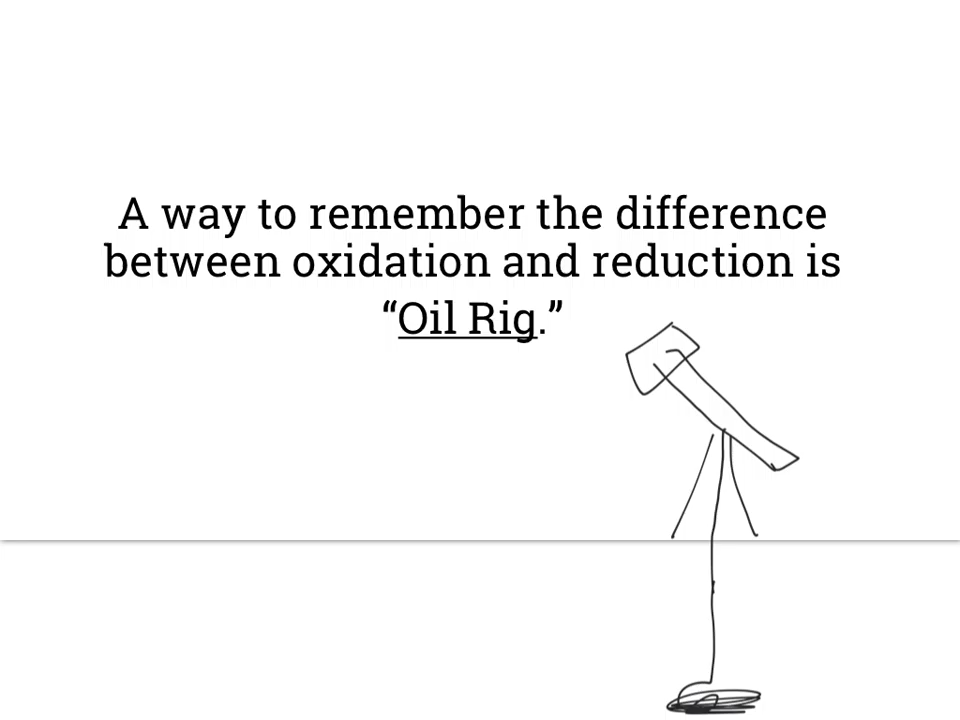 A way to remember the difference
between oxidation and reduction is
“Oil Rig.”